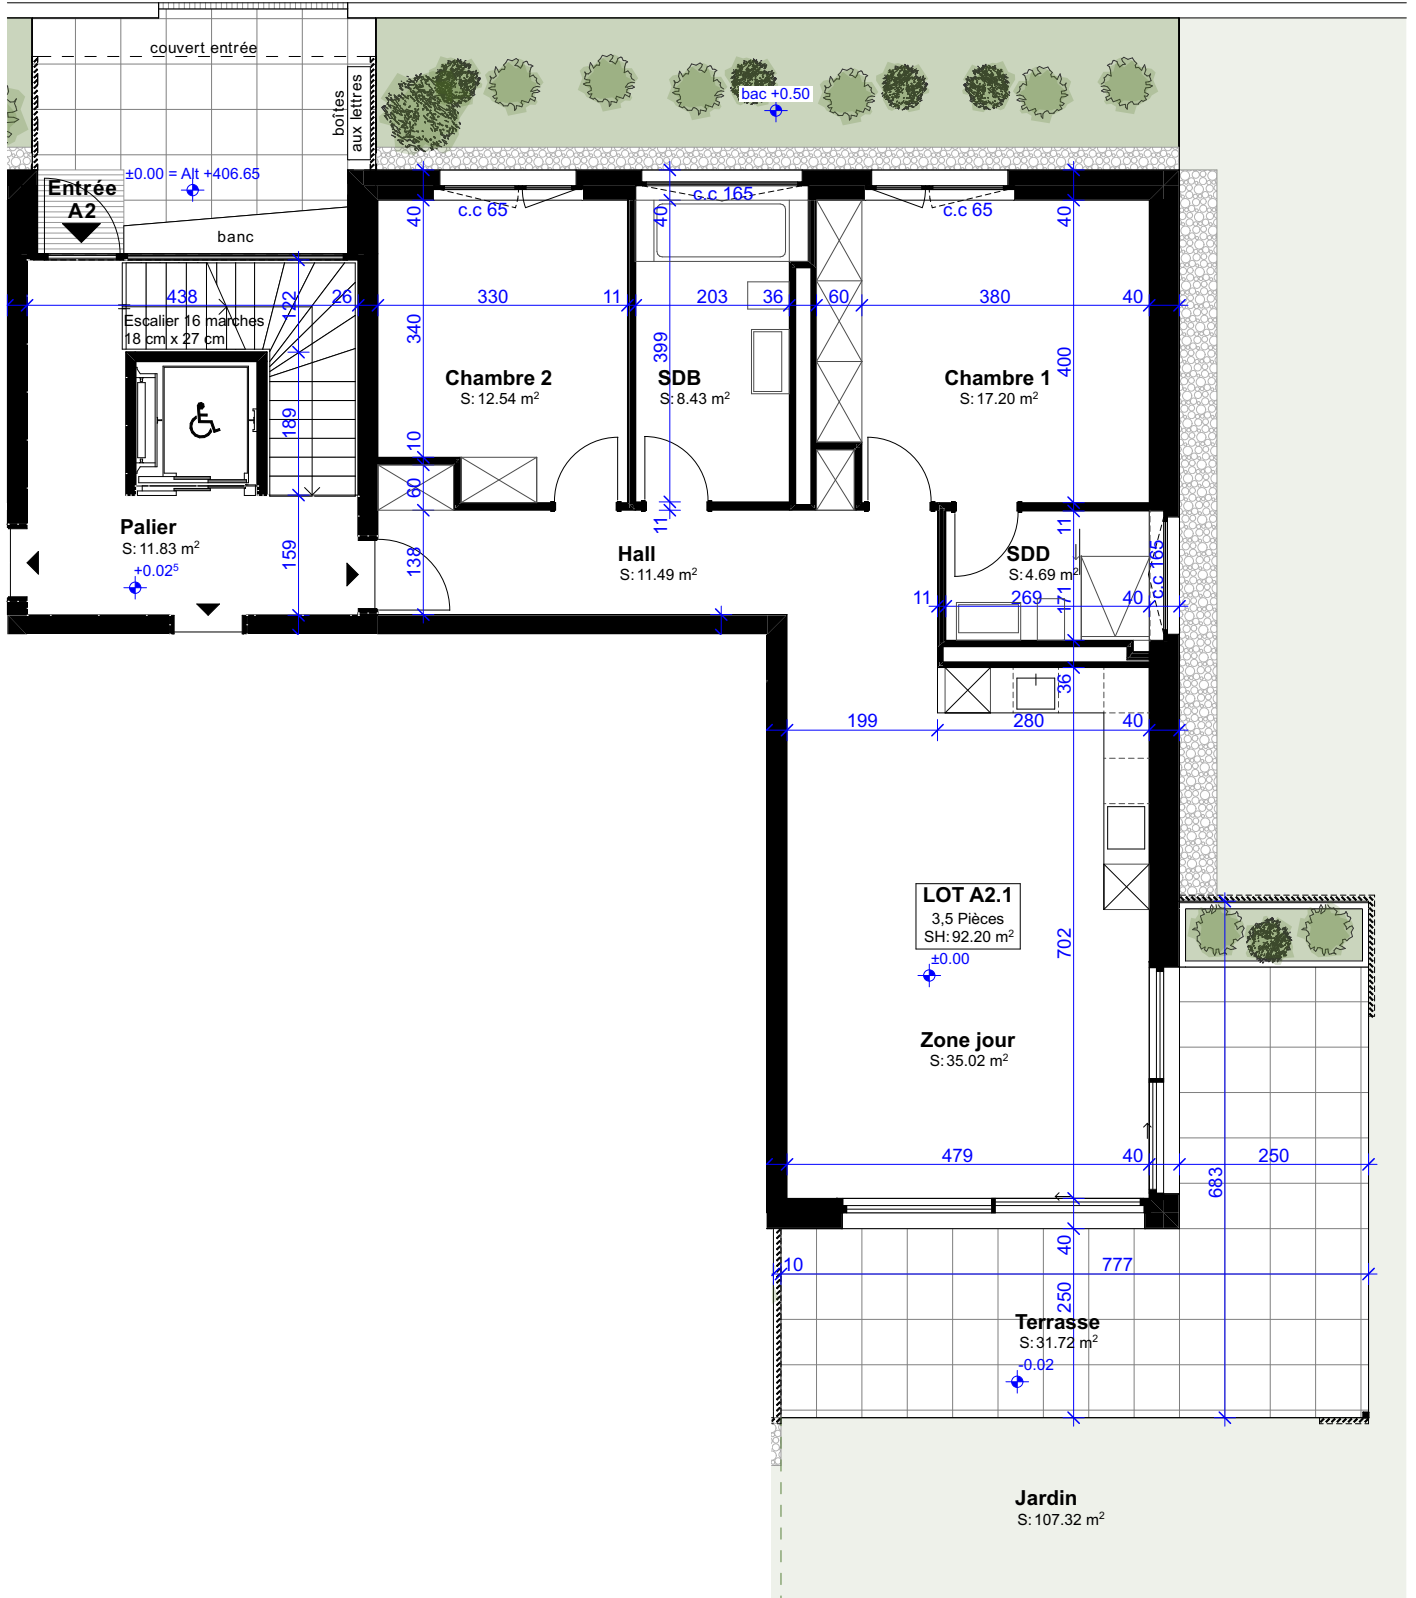 couvert entrée
boîtes
aux lettres
bac +0.50
±0.00 = Alt +406.65
Entrée
A2
banc
c.c 65
c.c 165
c.c 65
40
40
40
438
122
26
330
11
203
36
60
380
40
Escalier 16 marches
18 cm x 27 cm
340
399
400
Chambre 2
S: 12.54 m²
SDB
S: 8.43 m²
Chambre 1
S: 17.20 m²
189
10
60
11
11
Palier
S: 11.83 m²
+0.02⁵
159
138
Hall
S: 11.49 m²
SDD
S: 4.69 m²
c.c 165
11
269
171
40
36
199
280
40
LOT A2.1
3,5 Pièces
SH: 92.20 m²
±0.00
702
Zone jour
S: 35.02 m²
479
40
250
683
40
10
777
250
Terrasse
S: 31.72 m²
-0.02
Jardin
S: 107.32 m²